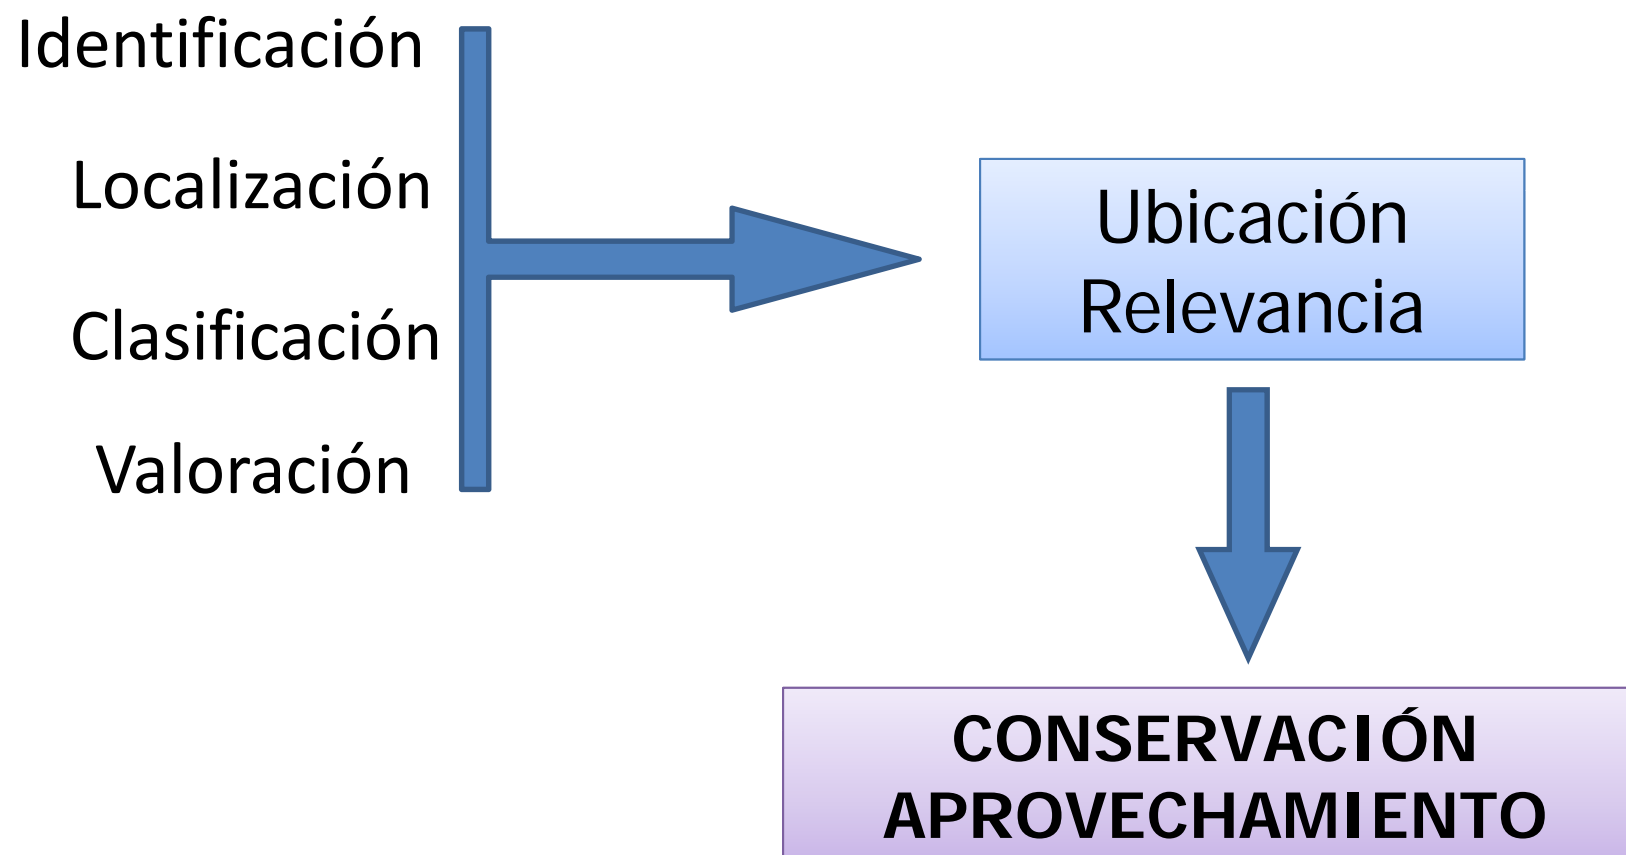 Identificación
Localización
Clasificación
Valoración
Ubicación
Relevancia
CONSERVACIÓN
APROVECHAMIENTO